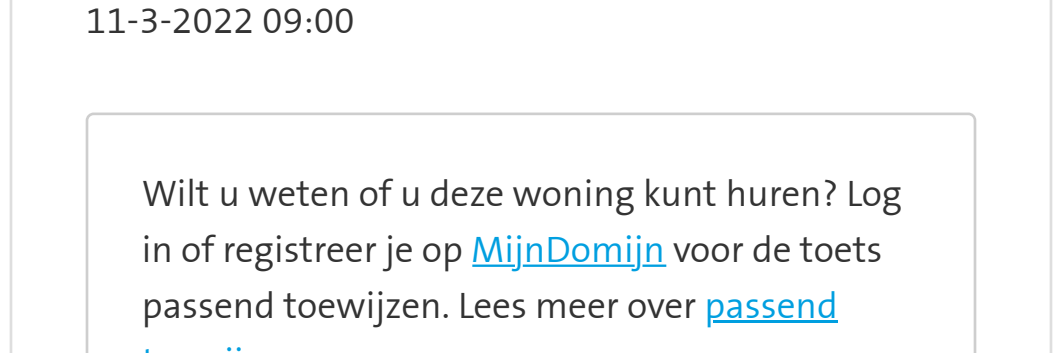 11-3-2022 09:00
Wilt u weten of u deze woning kunt huren? Log
in of registreer je op MijnDomijn voor de toets
passend toewijzen. Lees meer over passend